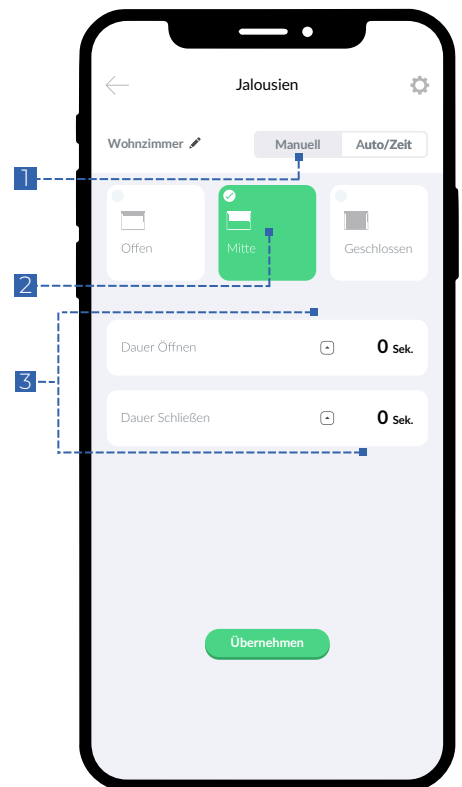 Jalousien
Wohnzimmer
Manuell Auto/Zeit
1
Offen Mitte Geschlossen
2
Dauer Öffnen 0 Sek.
3
Dauer Schließen 0 Sek.
Übernehmen